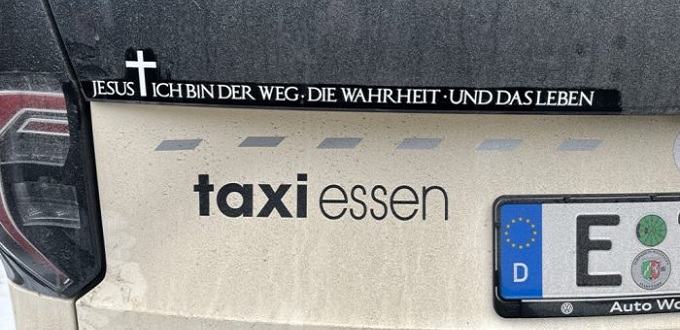 JESUS ICH BIN DER WEG · DIE WAHRHEIT · UND DAS LEBEN
taxi essen
D E
Auto Wo